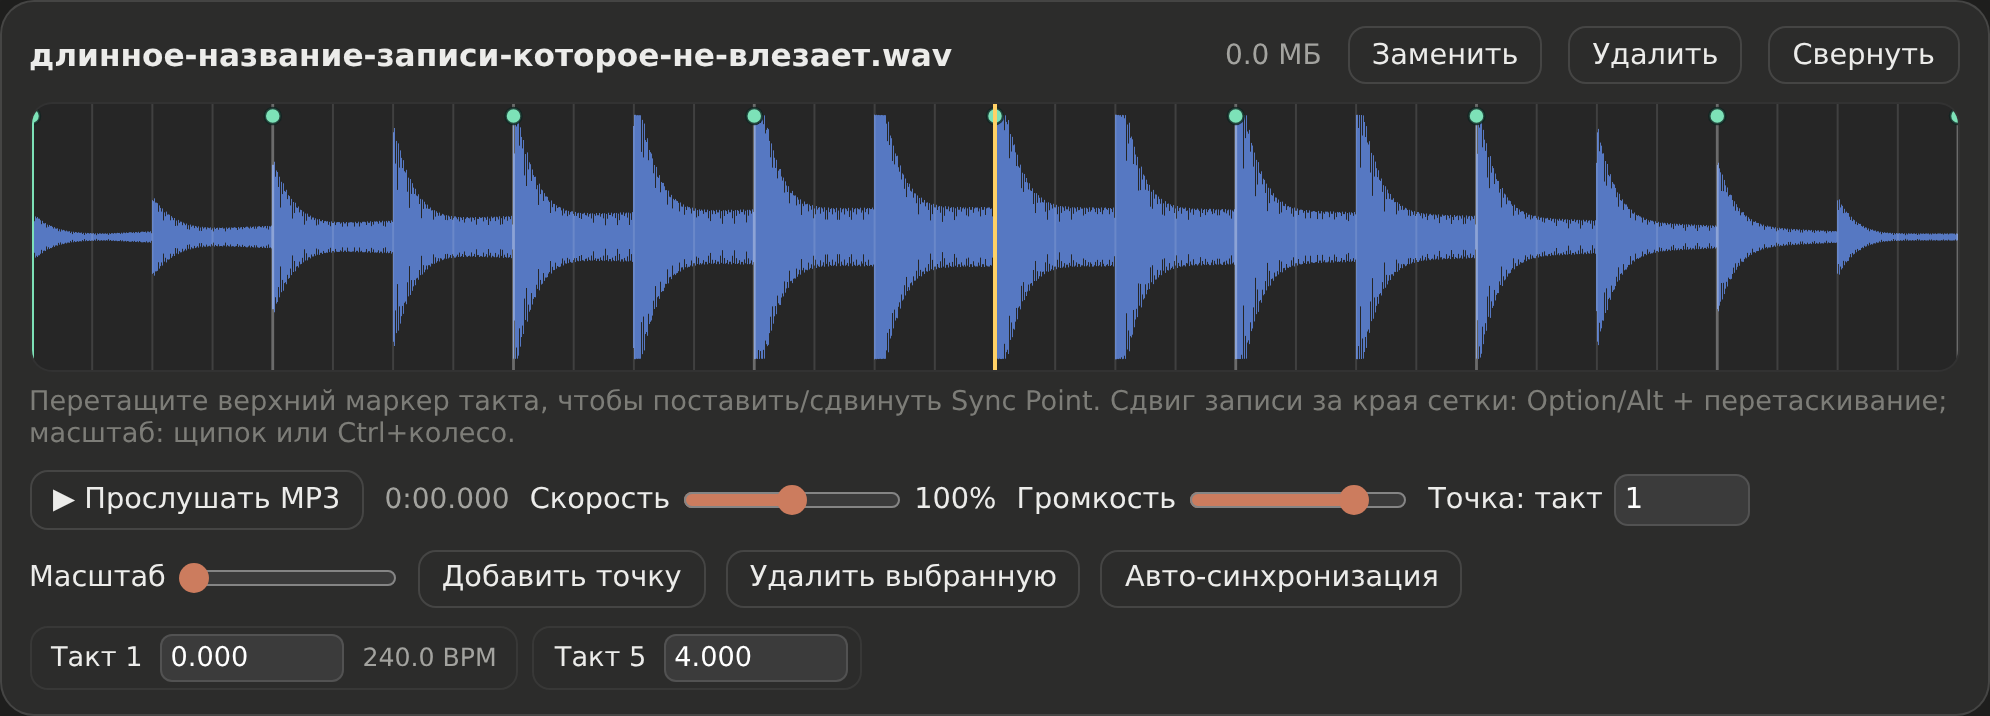 длинное-название-записи-которое-не-влезает.wav 0.0 МБ Заменить Удалить Свернуть
Перетащите верхний маркер такта, чтобы поставить/сдвинуть Sync Point. Сдвиг записи за края сетки: Option/Alt + перетаскивание;
масштаб: щипок или Ctrl+колесо.
▶ Прослушать MP3 0:00.000 Скорость 100% Громкость Точка: такт 1
Масштаб Добавить точку Удалить выбранную Авто-синхронизация
Такт 1 0.000 240.0 BPM Такт 5 4.000